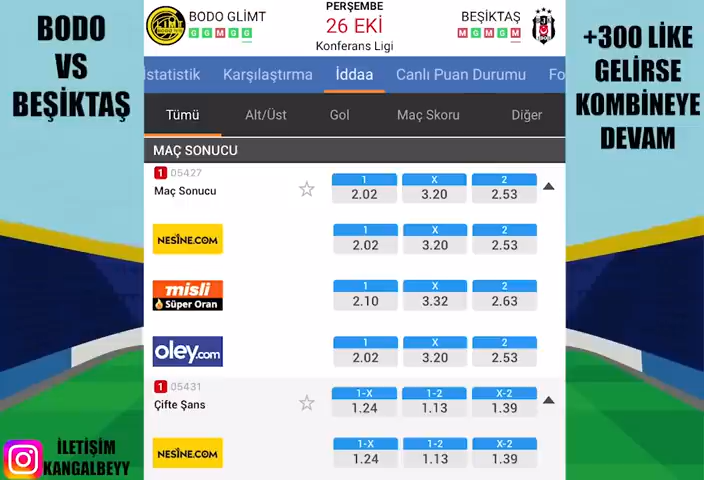 BODO
VS
BEŞİKTAŞ
BODO GLİMT
G G M G G
PERŞEMBE
26 EKİ
Konferans Ligi
BEŞİKTAŞ
M G M G M
+300 LİKE
GELİRSE
KOMBİNEYE
DEVAM
İstatistik Karşılaştırma İddaa Canlı Puan Durumu Fo
Tümü Alt/Üst Gol Maç Skoru Diğer
MAÇ SONUCU
1 05427
Maç Sonucu
1 X 2
2.02 3.20 2.53
NESİNE.COM
1 X 2
2.02 3.20 2.53
misli
Süper Oran
1 X 2
2.10 3.32 2.63
oley.com
1 X 2
2.02 3.20 2.53
1 05431
Çifte Şans
1-X 1-2 X-2
1.24 1.13 1.39
NESİNE.COM
1-X 1-2 X-2
1.24 1.13 1.39
İLETİŞİM
KANGALBEYY